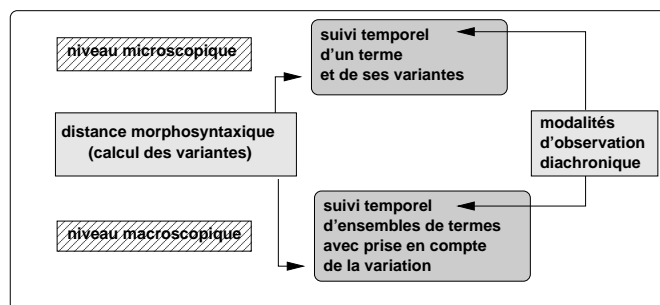 niveau microscopique
suivi temporel
d'un terme
et de ses variantes
distance morphosyntaxique
(calcul des variantes)
modalités
d'observation
diachronique
niveau macroscopique
suivi temporel
d'ensembles de termes
avec prise en compte
de la variation